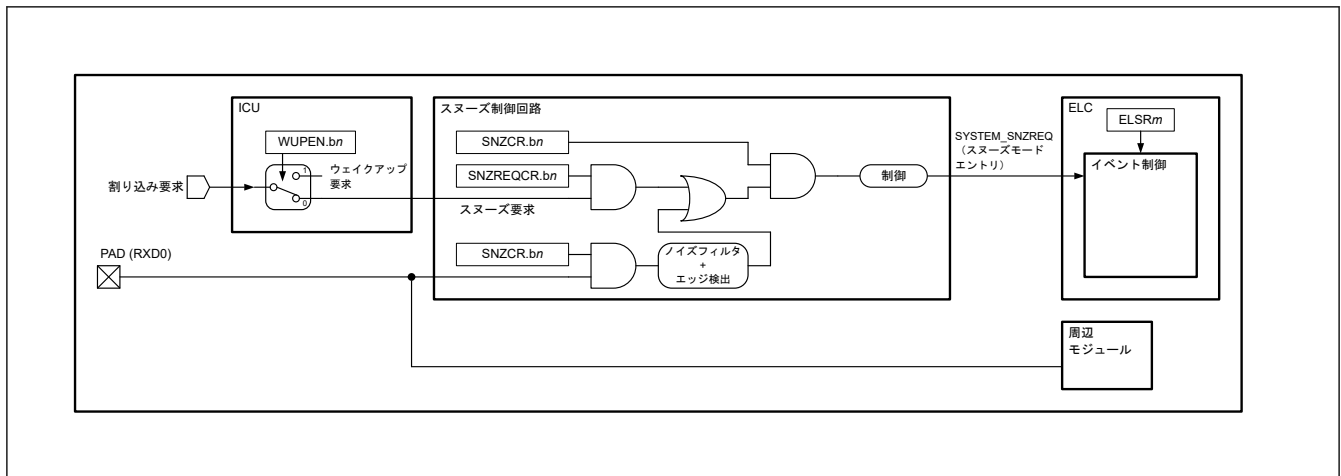 ICU
WUPEN.bn
1
ウェイクアップ
要求
0
割り込み要求
スヌーズ要求
PAD (RXD0)
スヌーズ制御回路
SNZCR.bn
SNZREQCR.bn
SNZCR.bn
ノイズフィルタ
+
エッジ検出
制御
SYSTEM_SNZREQ
（スヌーズモード
エントリ）
ELC
ELSRm
イベント制御
周辺
モジュール